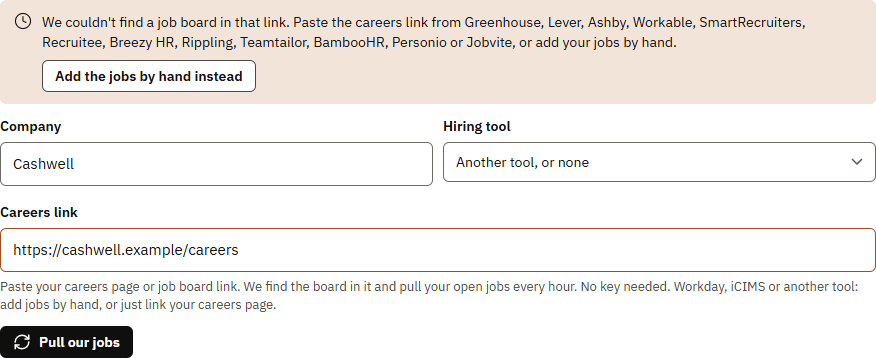 We couldn't find a job board in that link. Paste the careers link from Greenhouse, Lever, Ashby, Workable, SmartRecruiters,
Recruitee, Breezy HR, Rippling, Teamtailor, BambooHR, Personio or Jobvite, or add your jobs by hand.
Add the jobs by hand instead
Company
Hiring tool
Cashwell
Another tool, or none
Careers link
https://cashwell.example/careers
Paste your careers page or job board link. We find the board in it and pull your open jobs every hour. No key needed. Workday, iCIMS or another tool:
add jobs by hand, or just link your careers page.
Pull our jobs